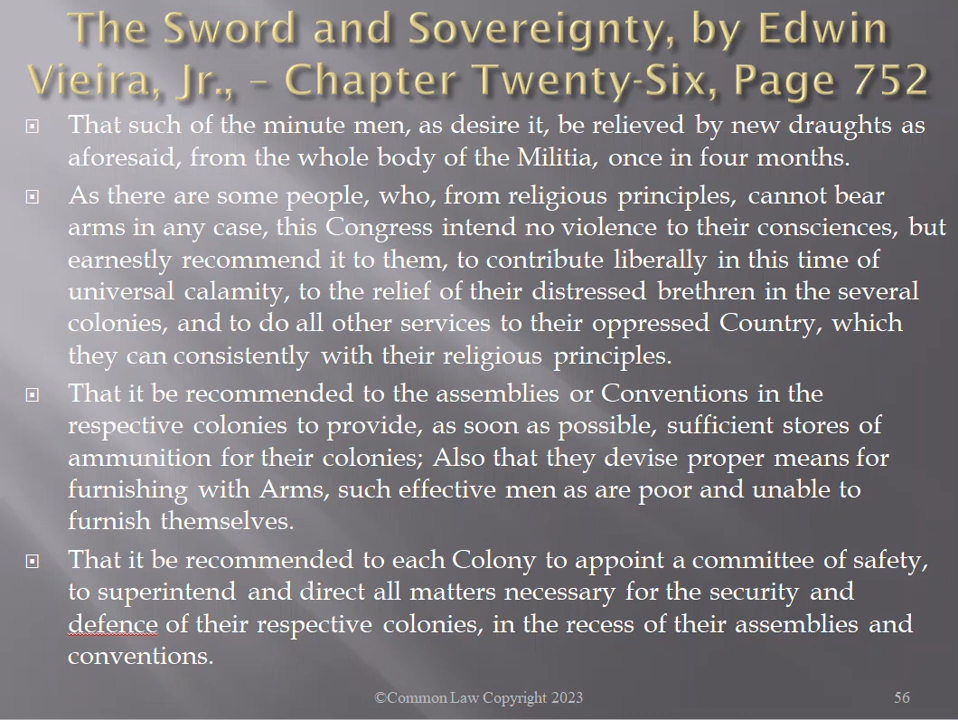 The Sword and Sovereignty, by Edwin
Vieira, Jr., – Chapter Twenty-Six, Page 752
That such of the minute men, as desire it, be relieved by new draughts as
aforesaid, from the whole body of the Militia, once in four months.
As there are some people, who, from religious principles, cannot bear
arms in any case, this Congress intend no violence to their consciences, but
earnestly recommend it to them, to contribute liberally in this time of
universal calamity, to the relief of their distressed brethren in the several
colonies, and to do all other services to their oppressed Country, which
they can consistently with their religious principles.
That it be recommended to the assemblies or Conventions in the
respective colonies to provide, as soon as possible, sufficient stores of
ammunition for their colonies; Also that they devise proper means for
furnishing with Arms, such effective men as are poor and unable to
furnish themselves.
That it be recommended to each Colony to appoint a committee of safety,
to superintend and direct all matters necessary for the security and
defence of their respective colonies, in the recess of their assemblies and
conventions.
©Common Law Copyright 2023
56